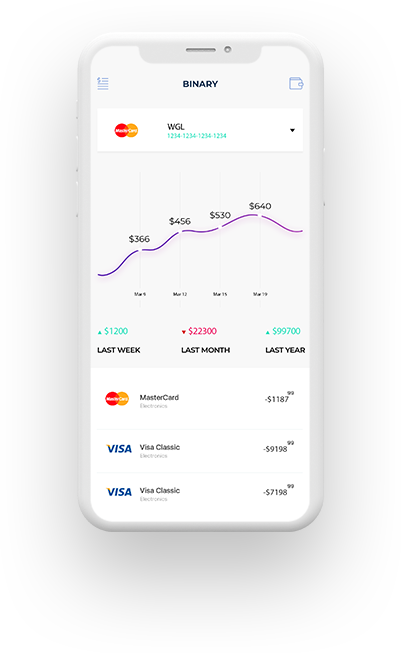 BINARY
MasterCard
WGL
1234-1234-1234-1234
$366
$456
$530
$640
Mar 9
Mar 12
Mar 15
Mar 19
▲ $1200
▼ $22300
▲ $99700
LAST WEEK
LAST MONTH
LAST YEAR
MasterCard
MasterCard
Electronics
-$1187 99
VISA
Visa Classic
Electronics
-$9198 99
VISA
Visa Classic
Electronics
-$7198 99